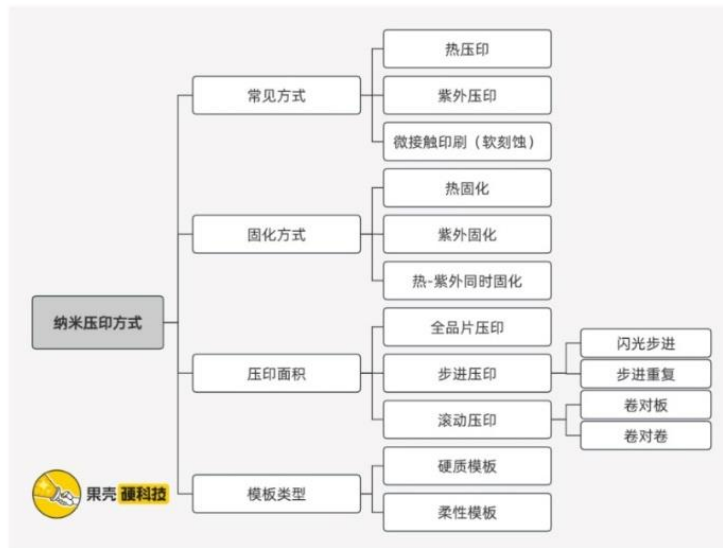 纳米压印方式
常见方式
热压印
紫外压印
微接触印刷（软刻蚀）
固化方式
热固化
紫外固化
热-紫外同时固化
压印面积
全品片压印
步进压印
闪光步进
步进重复
滚动压印
卷对板
卷对卷
模板类型
硬质模板
柔性模板
果壳硬科技